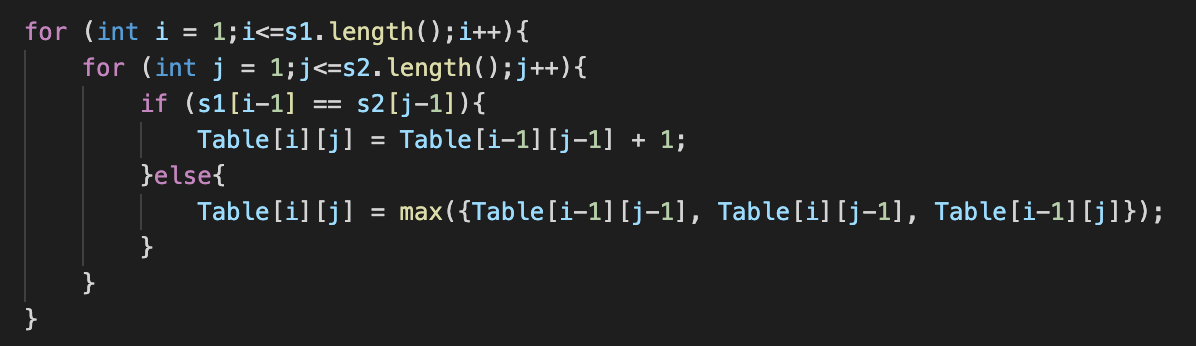 for (int i = 1;i<=s1.length();i++){
    for (int j = 1;j<=s2.length();j++){
        if (s1[i-1] == s2[j-1]){
            Table[i][j] = Table[i-1][j-1] + 1;
        }else{
            Table[i][j] = max({Table[i-1][j-1], Table[i][j-1], Table[i-1][j]});
        }
    }
}